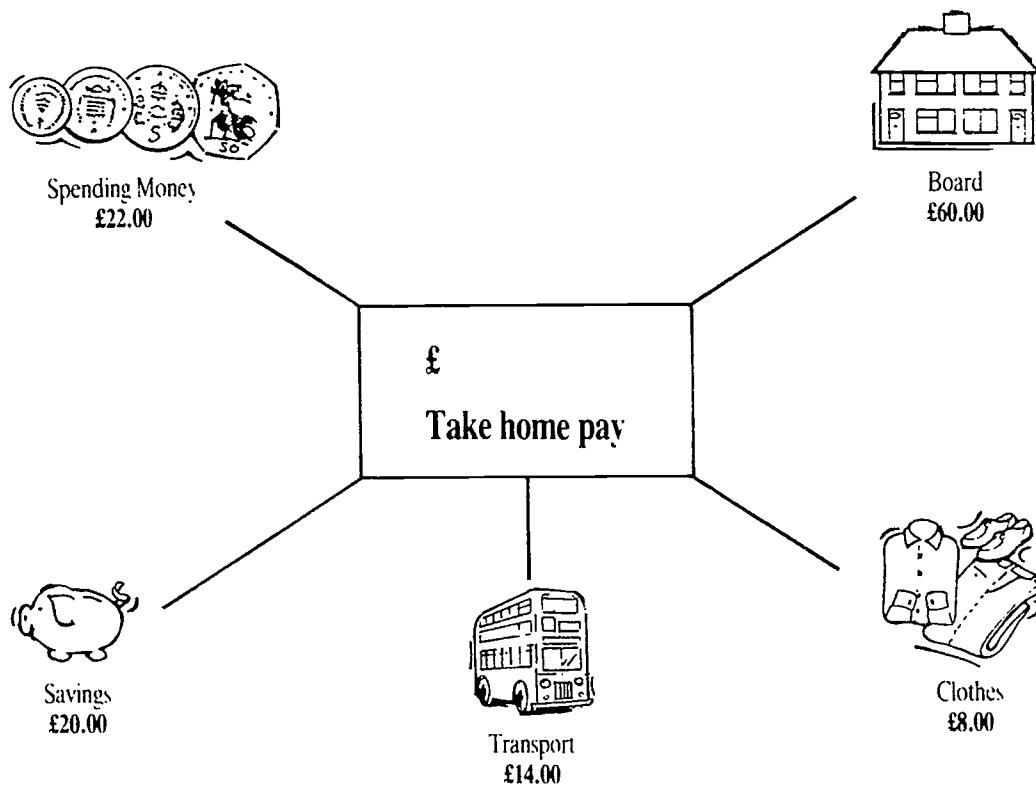 Spending Money
£22.00
Board
£60.00
£
Take home pay
Savings
£20.00
Transport
£14.00
Clothes
£8.00